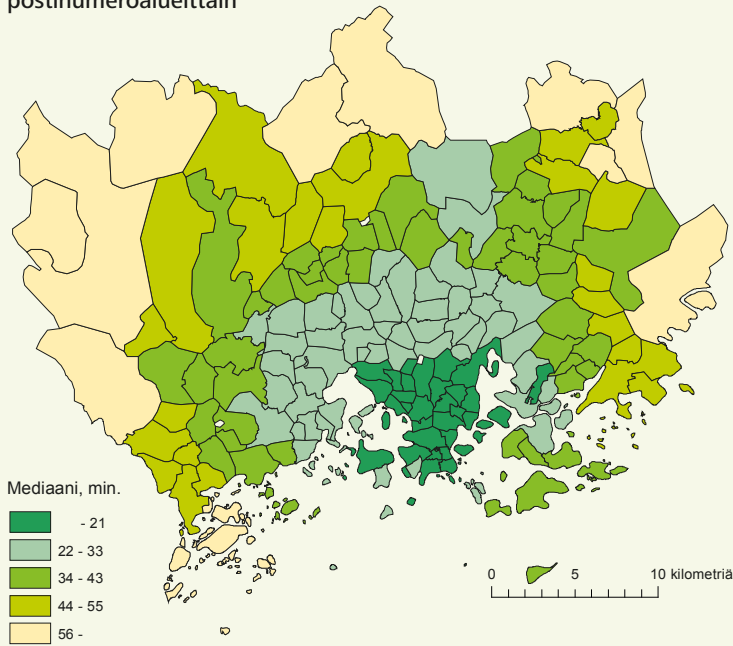 postinumeroalueittain
Mediaani, min.
- 21
22 - 33
34 - 43
44 - 55
56 -
0 5 10 kilometriä